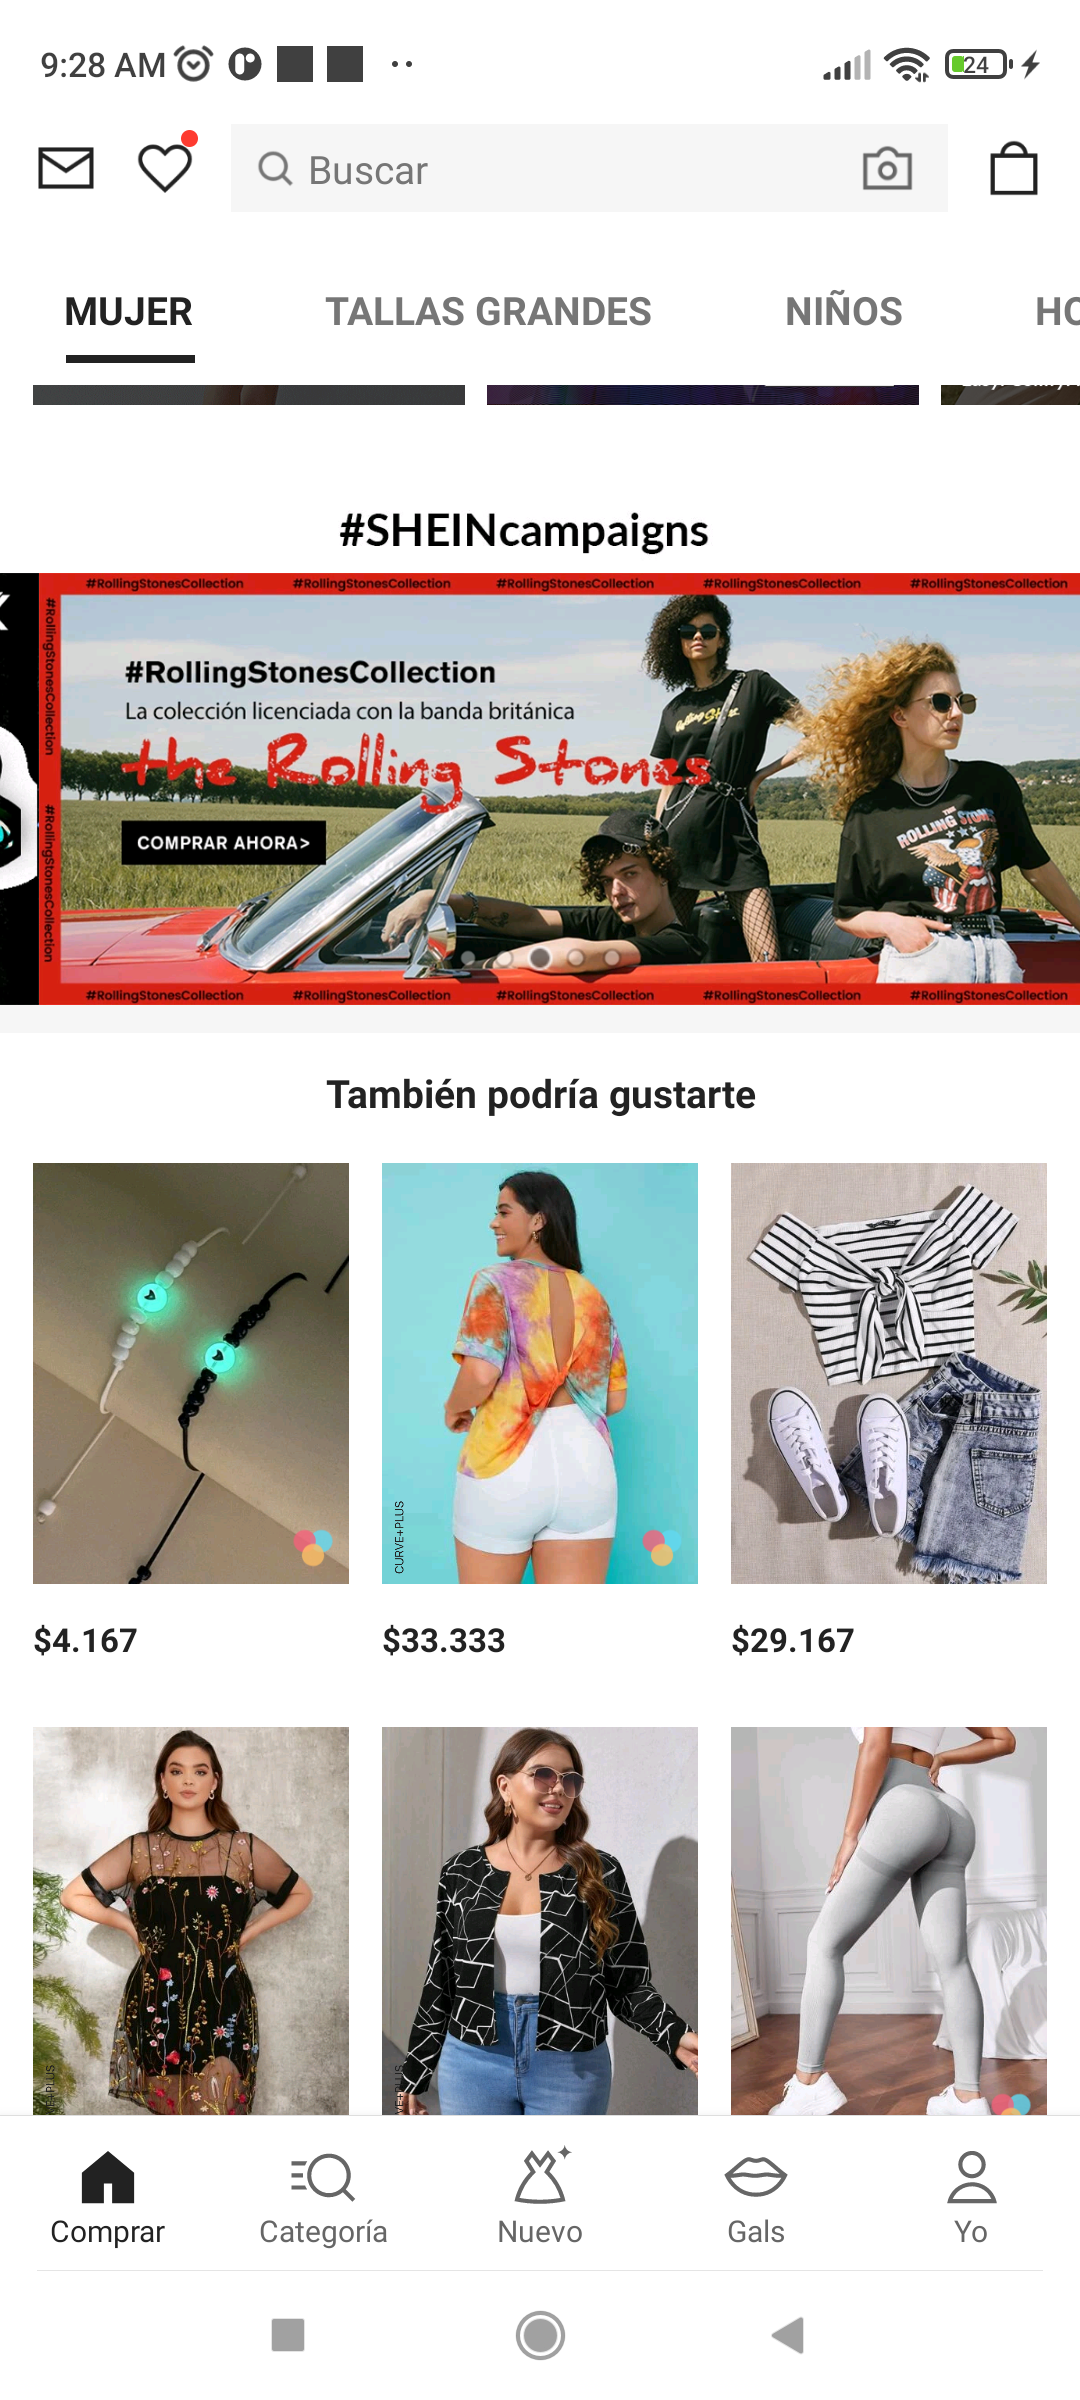 9:28 AM
24
Buscar
MUJER TALLAS GRANDES NIÑOS HO
#SHEINcampaigns
#RollingStonesCollection #RollingStonesCollection #RollingStonesCollection #RollingStonesCollection #RollingStonesCollection
#RollingStonesCollection
#RollingStonesCollection
#RollingStonesCollection
La colección licenciada con la banda británica
the Rolling Stones
COMPRAR AHORA>
ROLLING STON
#RollingStonesCollection #RollingStonesCollection #RollingStonesCollection #RollingStonesCollection #RollingStonesCollection
También podría gustarte
CURVE+PLUS
$4.167 $33.333 $29.167
Comprar Categoría Nuevo Gals Yo